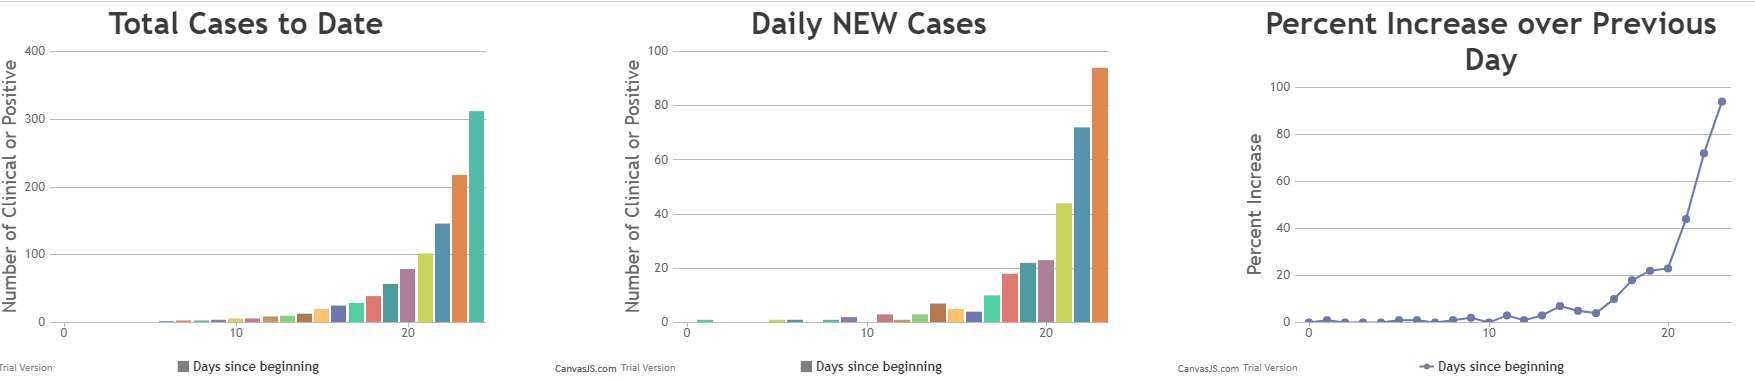 Total Cases to Date
Number of Clinical or Positive
400
300
200
100
0
0
10
20
Trial Version
Days since beginning
Daily NEW Cases
Number of Clinical or Positive
100
80
60
40
20
0
0
10
20
CanvasJS.com Trial Version
Days since beginning
Percent Increase over Previous
Day
Percent Increase
100
80
60
40
20
0
0
10
20
CanvasJS.com Trial Version
Days since beginning